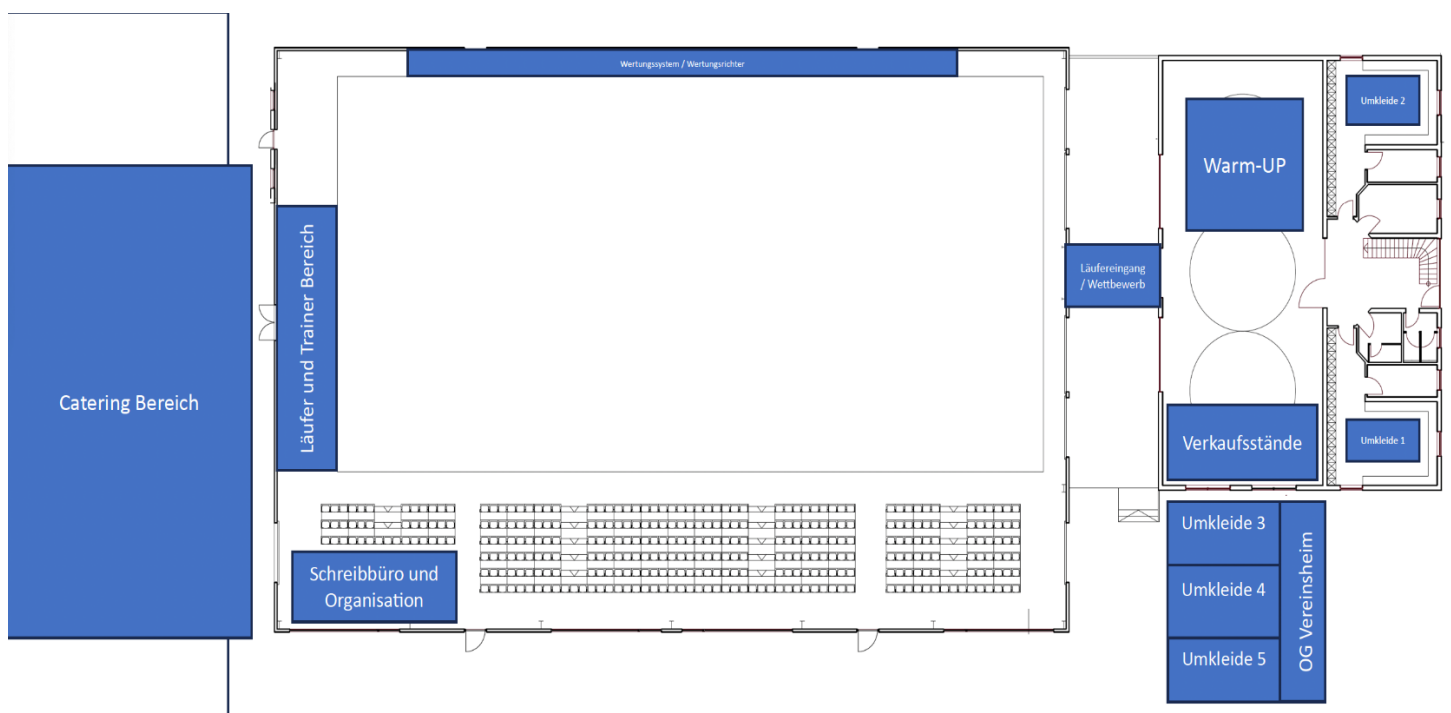 Wertungssystem / Wertungsrichter
Umkleide 2
Warm-UP
Läufer und Trainer Bereich
Läufereingang
/ Wettbewerb
Catering Bereich
Verkaufsstände
Umkleide 1
Schreibbüro und
Organisation
Umkleide 3
Umkleide 4
Umkleide 5
OG Vereinsheim